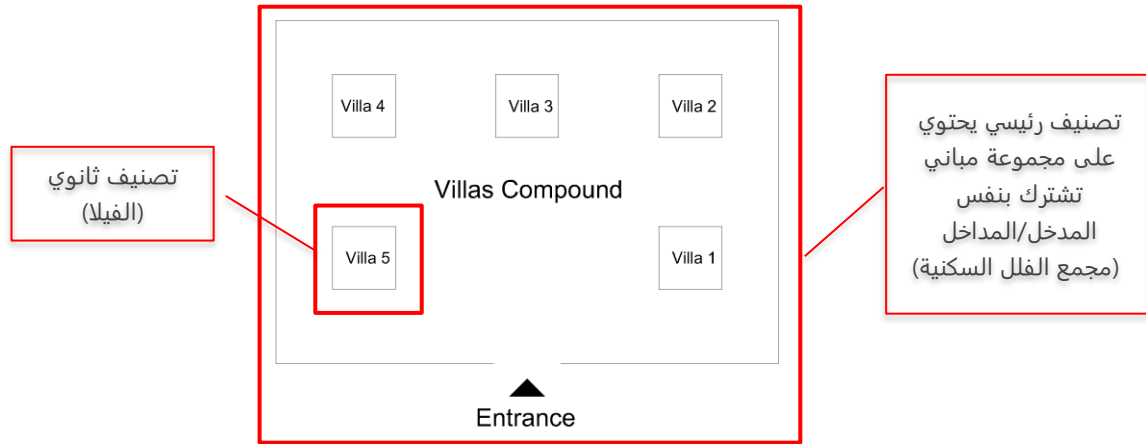 Villa 4
Villa 3
Villa 2
Villas Compound
Villa 5
Villa 1
Entrance
تصنيف رئيسي يحتوي
على مجموعة مباني
تشترك بنفس
المدخل/المداخل
(مجمع الفلل السكنية)
تصنيف ثانوي
(الفيلا)